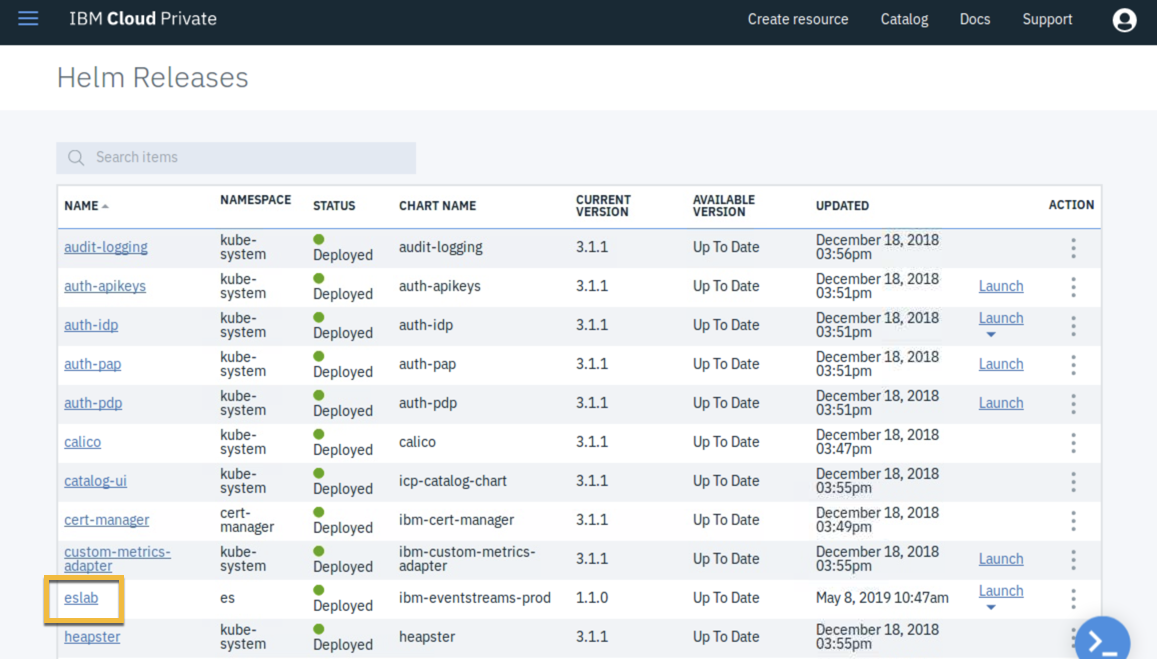 IBM Cloud Private
Create resource
Catalog
Docs
Support
Helm Releases
Search items
NAME
NAMESPACE
STATUS
CHART NAME
CURRENT
VERSION
AVAILABLE
VERSION
UPDATED
ACTION
audit-logging
kube-
system
Deployed
audit-logging
3.1.1
Up To Date
December 18, 2018
03:56pm
auth-apikeys
kube-
system
Deployed
auth-apikeys
3.1.1
Up To Date
December 18, 2018
03:51pm
Launch
auth-idp
kube-
system
Deployed
auth-idp
3.1.1
Up To Date
December 18, 2018
03:51pm
Launch
auth-pap
kube-
system
Deployed
auth-pap
3.1.1
Up To Date
December 18, 2018
03:51pm
Launch
auth-pdp
kube-
system
Deployed
auth-pdp
3.1.1
Up To Date
December 18, 2018
03:51pm
Launch
calico
kube-
system
Deployed
calico
3.1.1
Up To Date
December 18, 2018
03:47pm
catalog-ui
kube-
system
Deployed
icp-catalog-chart
3.1.1
Up To Date
December 18, 2018
03:55pm
cert-manager
cert-
manager
Deployed
ibm-cert-manager
3.1.1
Up To Date
December 18, 2018
03:49pm
custom-metrics-
adapter
kube-
system
Deployed
ibm-custom-metrics-
adapter
3.1.1
Up To Date
December 18, 2018
03:55pm
Launch
eslab
es
Deployed
ibm-eventstreams-prod
1.1.0
Up To Date
May 8, 2019 10:47am
Launch
heapster
kube-
system
Deployed
heapster
3.1.1
Up To Date
December 18, 2018
03:55pm